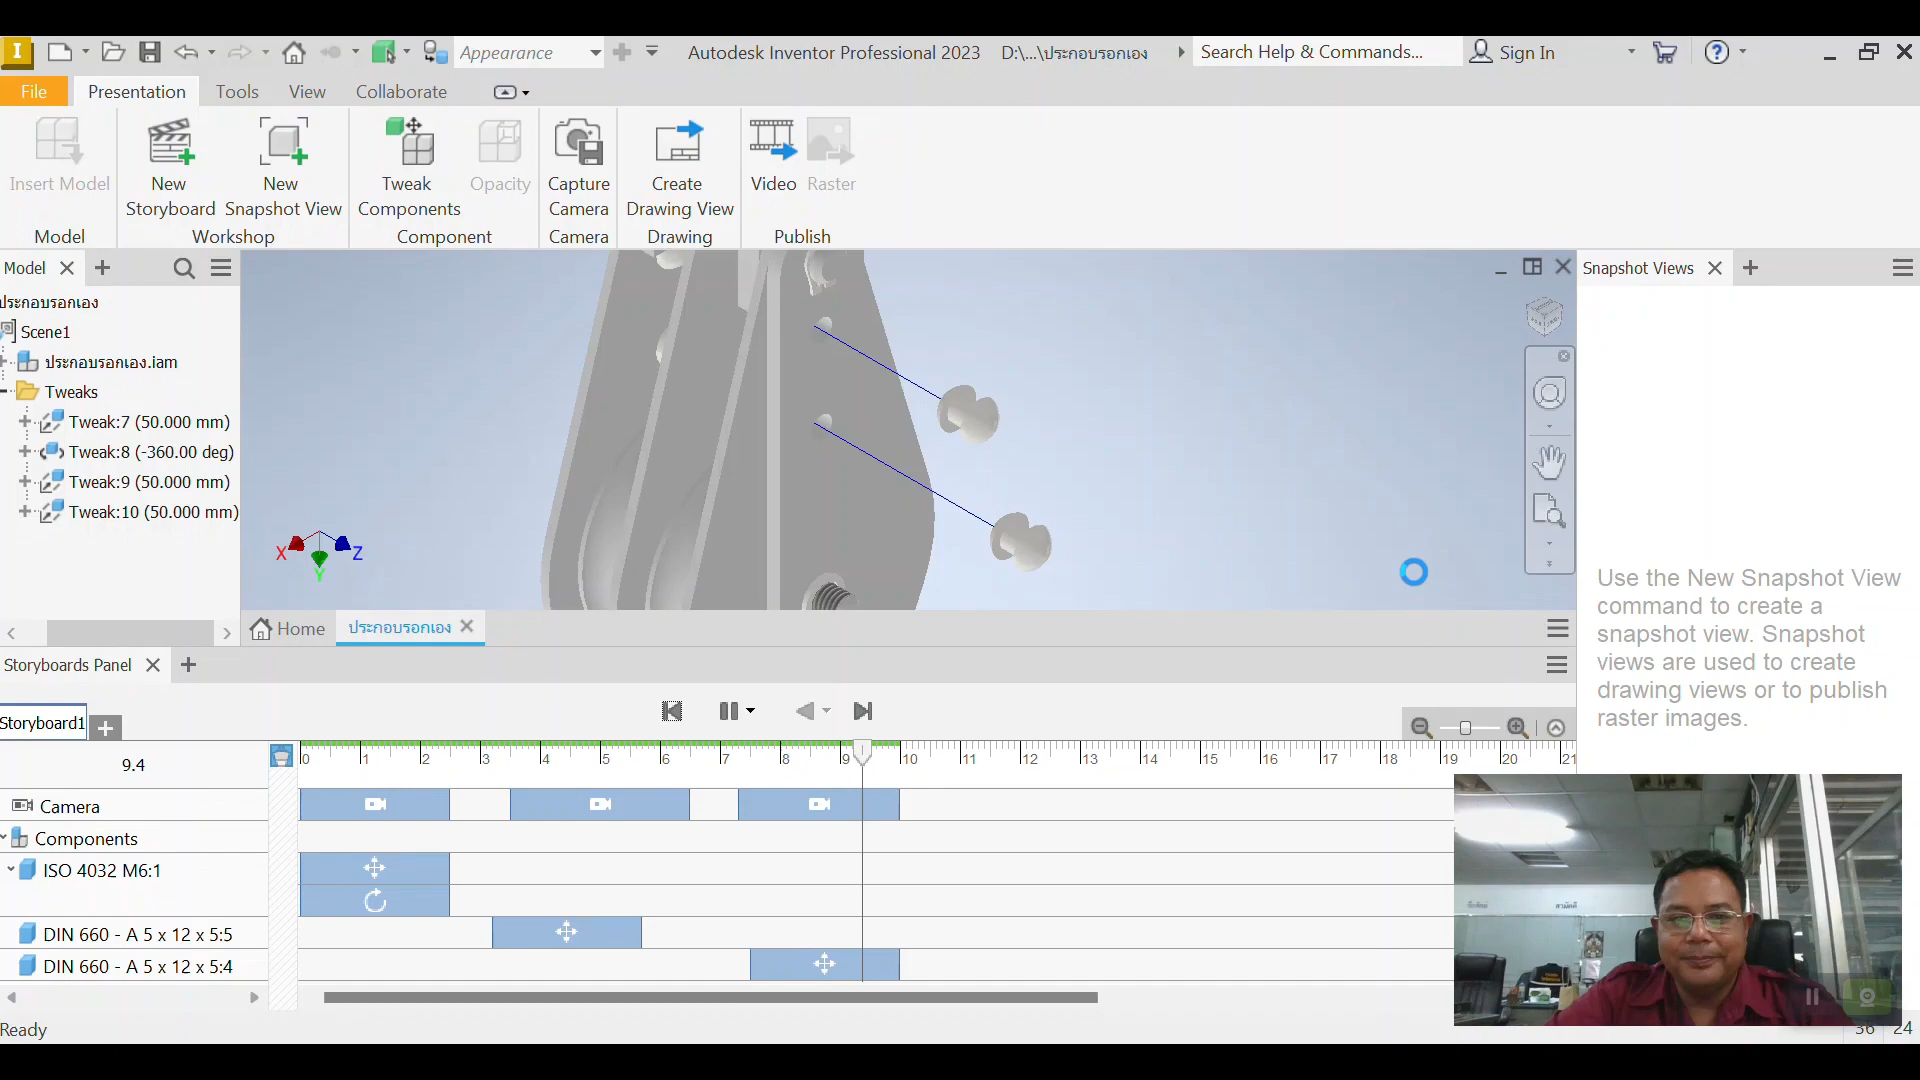 Appearance
Autodesk Inventor Professional 2023
D:\...\ประกอบรอกเอง
Search Help & Commands...
Sign In
File
Presentation
Tools
View
Collaborate
Insert Model
New
Storyboard
New
Snapshot View
Tweak
Components
Opacity
Capture
Camera
Create
Drawing View
Video
Raster
Model
Workshop
Component
Camera
Drawing
Publish
Model
ประกอบรอกเอง
Scene1
ประกอบรอกเอง.iam
Tweaks
Tweak:7 (50.000 mm)
Tweak:8 (-360.00 deg)
Tweak:9 (50.000 mm)
Tweak:10 (50.000 mm)
X
Y
Z
Snapshot Views
Use the New Snapshot View
command to create a
snapshot view. Snapshot
views are used to create
drawing views or to publish
raster images.
Home
ประกอบรอกเอง
Storyboards Panel
Storyboard1
9.4
0 1 2 3 4 5 6 7 8 9 10 11 12 13 14 15 16 17 18 19 20 21
Camera
Components
ISO 4032 M6:1
DIN 660 - A 5 x 12 x 5:5
DIN 660 - A 5 x 12 x 5:4
Ready
36 24